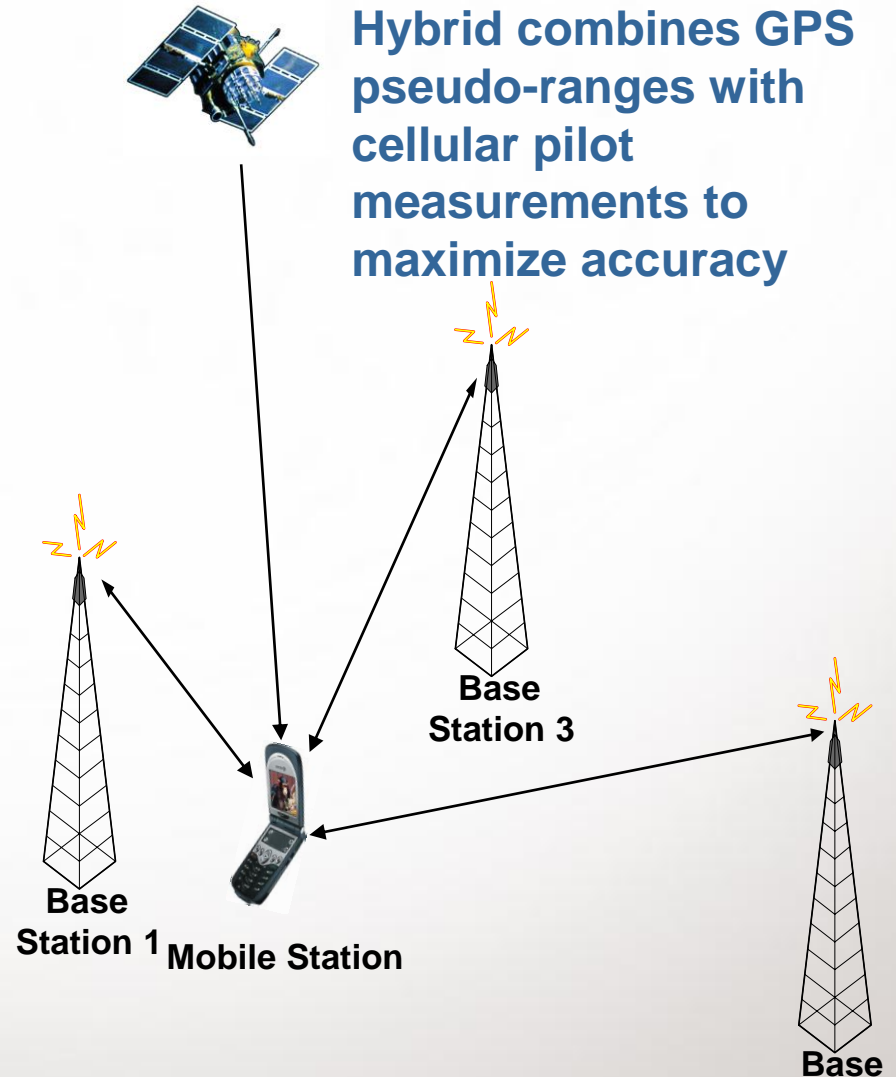 Hybrid combines GPS
pseudo-ranges with
cellular pilot
measurements to
maximize accuracy
Base
Station 3
Base
Station 1
Mobile Station
Base